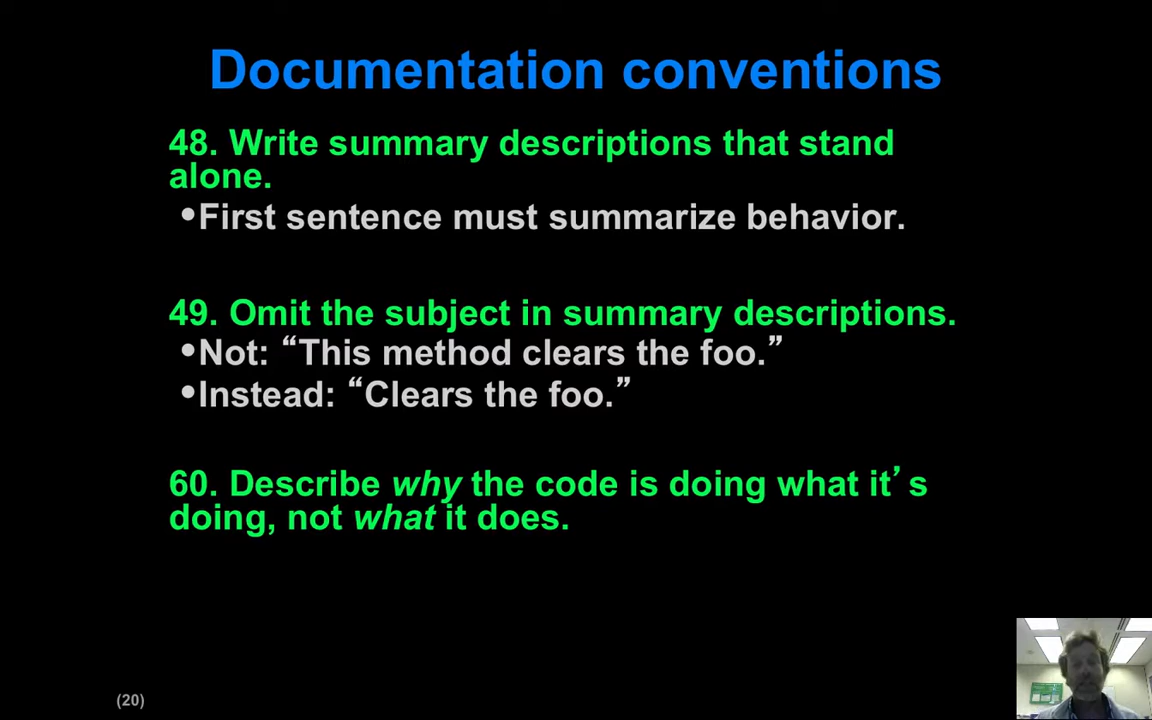 Documentation conventions
48. Write summary descriptions that stand
alone.
•First sentence must summarize behavior.
49. Omit the subject in summary descriptions.
•Not: “This method clears the foo.”
•Instead: “Clears the foo.”
60. Describe why the code is doing what it’s
doing, not what it does.
(20)